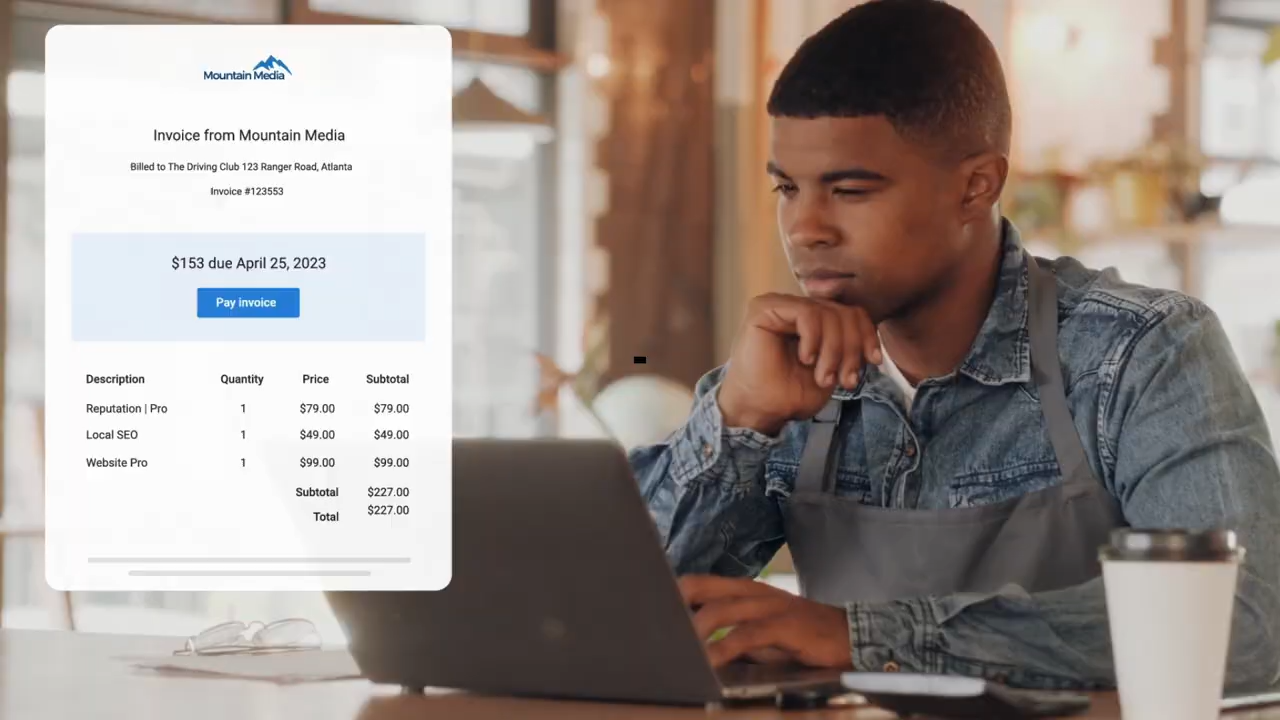 Mountain Media
Invoice from Mountain Media
Billed to The Driving Club 123 Ranger Road, Atlanta
Invoice #123553
$153 due April 25, 2023
Pay invoice
Description Quantity Price Subtotal
Reputation | Pro 1 $79.00 $79.00
Local SEO 1 $49.00 $49.00
Website Pro 1 $99.00 $99.00
Subtotal $227.00
Total $227.00